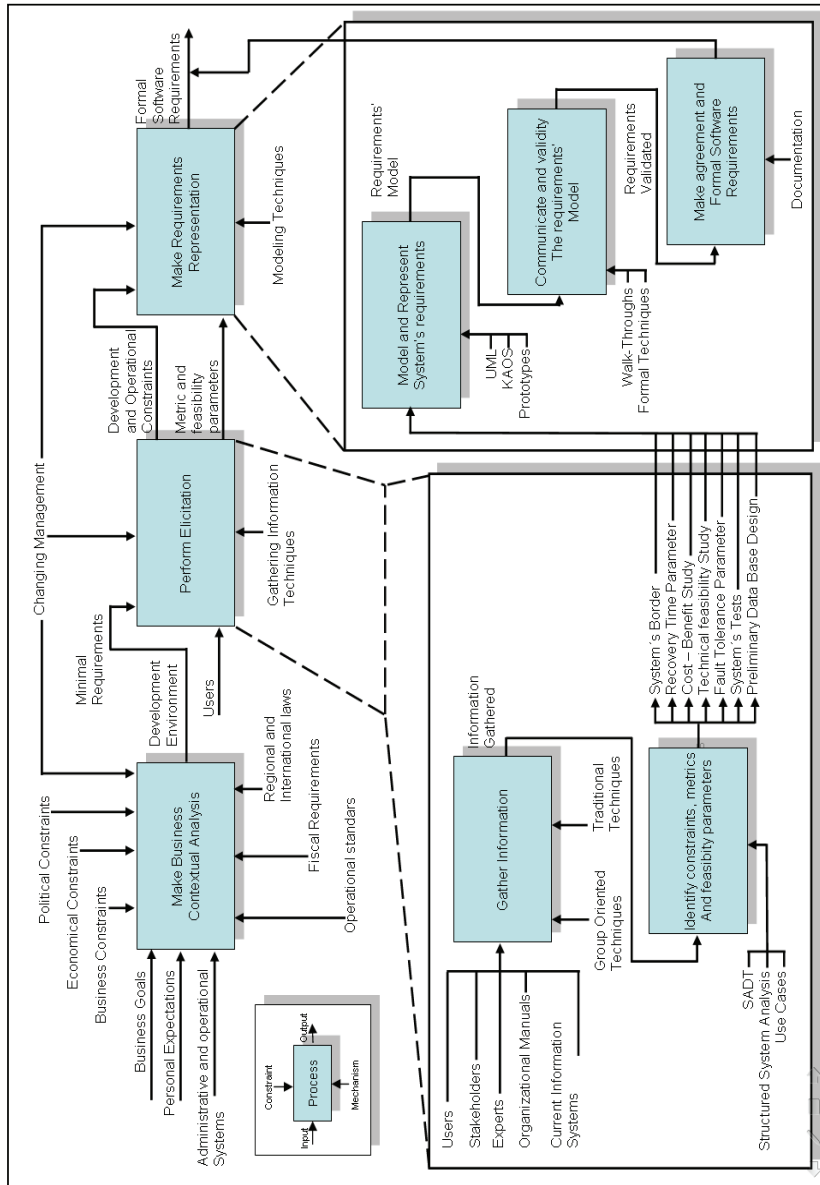 Changing Management
Political Constraints
Economical Constraints
Business Constraints
Business Goals
Personal Expectations
Administrative and operational
Systems
Make Business
Contextual Analysis
Operational standars
Fiscal Requirements
Regional and
International laws
Development
Environment
Minimal
Requirements
Users
Perform Elicitation
Gathering Information
Techniques
Development
and Operational
Constraints
Metric and
feasibility
parameters
Make Requirements
Representation
Modeling Techniques
Formal
Software
Requirements
Constraint
Input
Process
Output
Mechanism
Users
Stakeholders
Experts
Organizational Manuals
Current Information
Systems
Gather Information
Group Oriented
Techniques
Traditional
Techniques
Information
Gathered
SADT
Structured System Analysis
Use Cases
Identify constraints, metrics
And feasibity parameters
System´s Border
Recovery Time Parameter
Cost – Benefit Study
Technical feasibility Study
Fault Tolerance Parameter
System´s Tests
Preliminary Data Base Design
Model and Represent
System´s requirements
UML
KAOS
Prototypes
Requirements'
Model
Communicate and validity
The requirements'
Model
Walk-Throughs
Formal Techniques
Requirements
Validated
Make agreement and
Formal Software
Requirements
Documentation